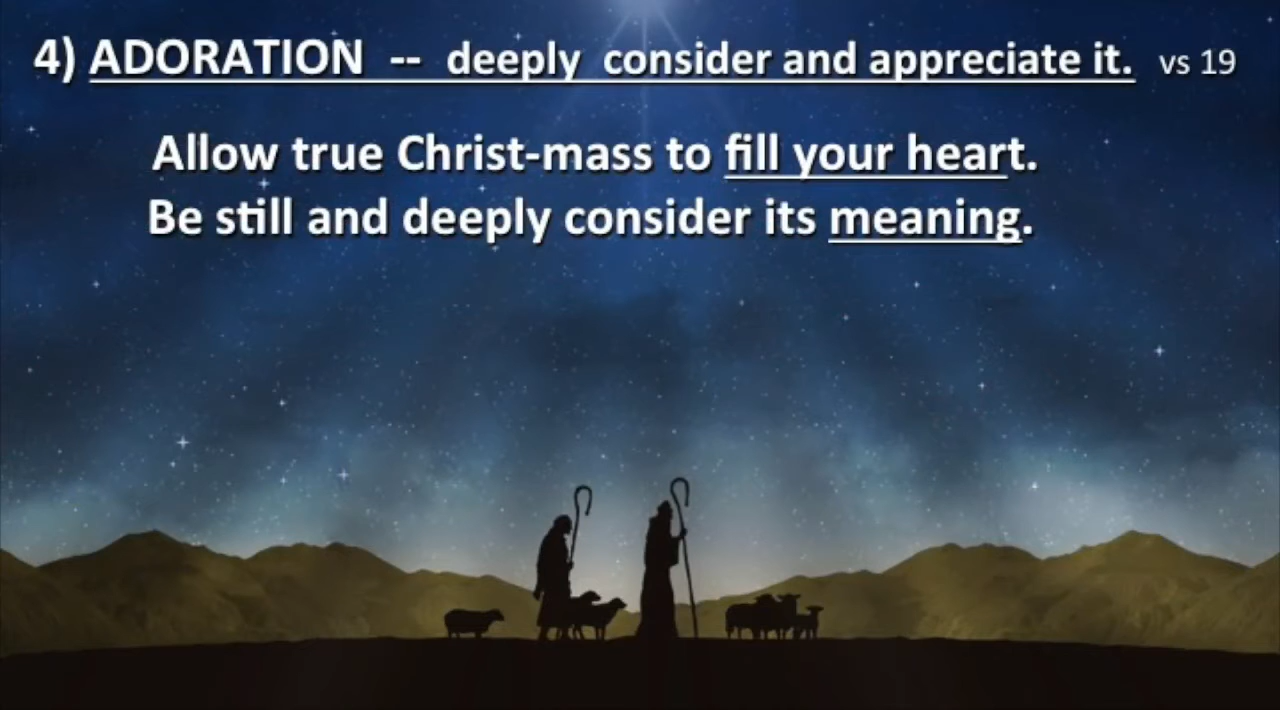 4) ADORATION -- deeply consider and appreciate it. vs 19
Allow true Christ-mass to fill your heart.
Be still and deeply consider its meaning.